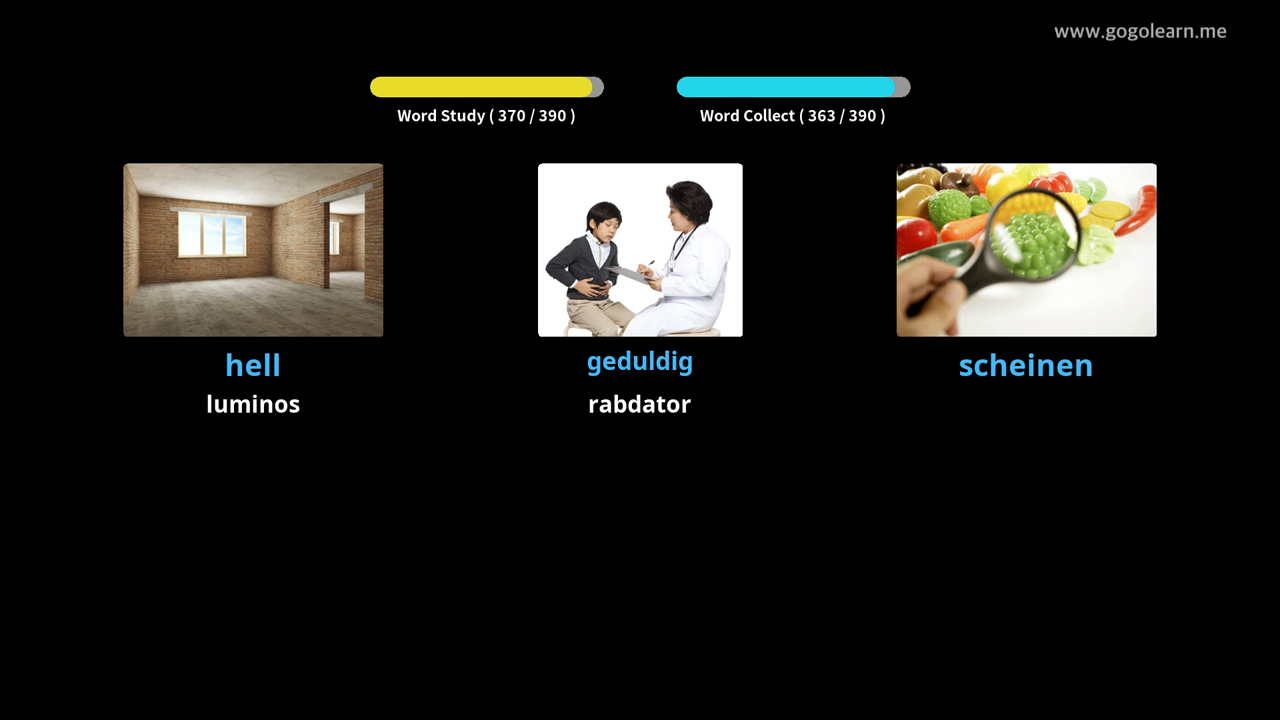 www.gogolearn.me
Word Study ( 370 / 390 )
Word Collect ( 363 / 390 )
hell
geduldig
scheinen
luminos
rabdator